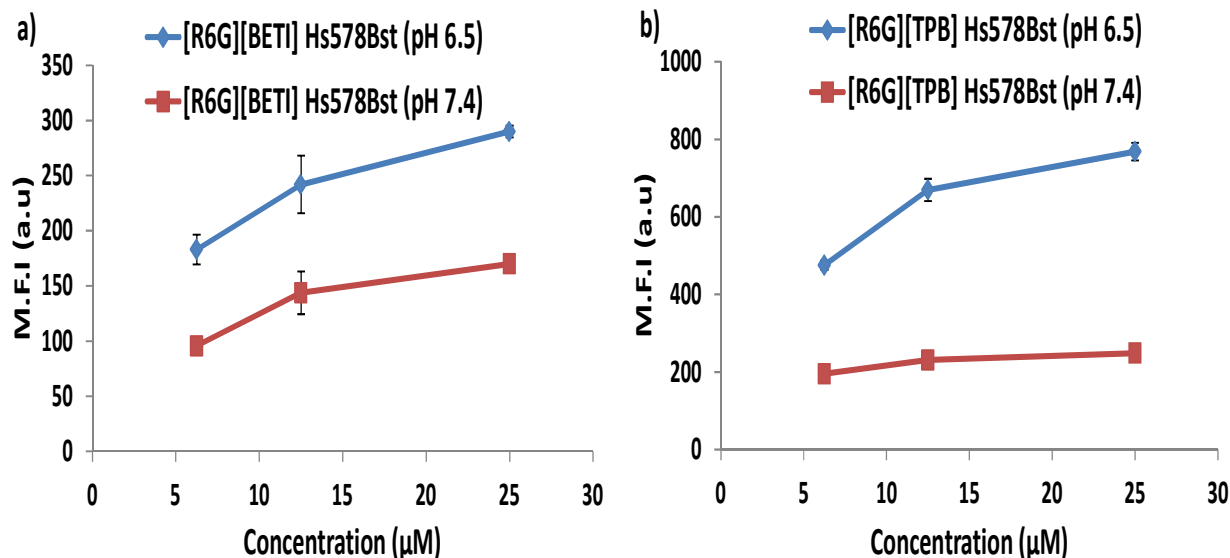 a)
[R6G][BETI] Hs578Bst (pH 6.5)
[R6G][BETI] Hs578Bst (pH 7.4)
M.F.I (a.u)
350
300
250
200
150
100
50
0
0 5 10 15 20 25 30
Concentration (μM)
b)
[R6G][TPB] Hs578Bst (pH 6.5)
[R6G][TPB] Hs578Bst (pH 7.4)
M.F.I (a.u)
1000
800
600
400
200
0
0 5 10 15 20 25 30
Concentration (μM)